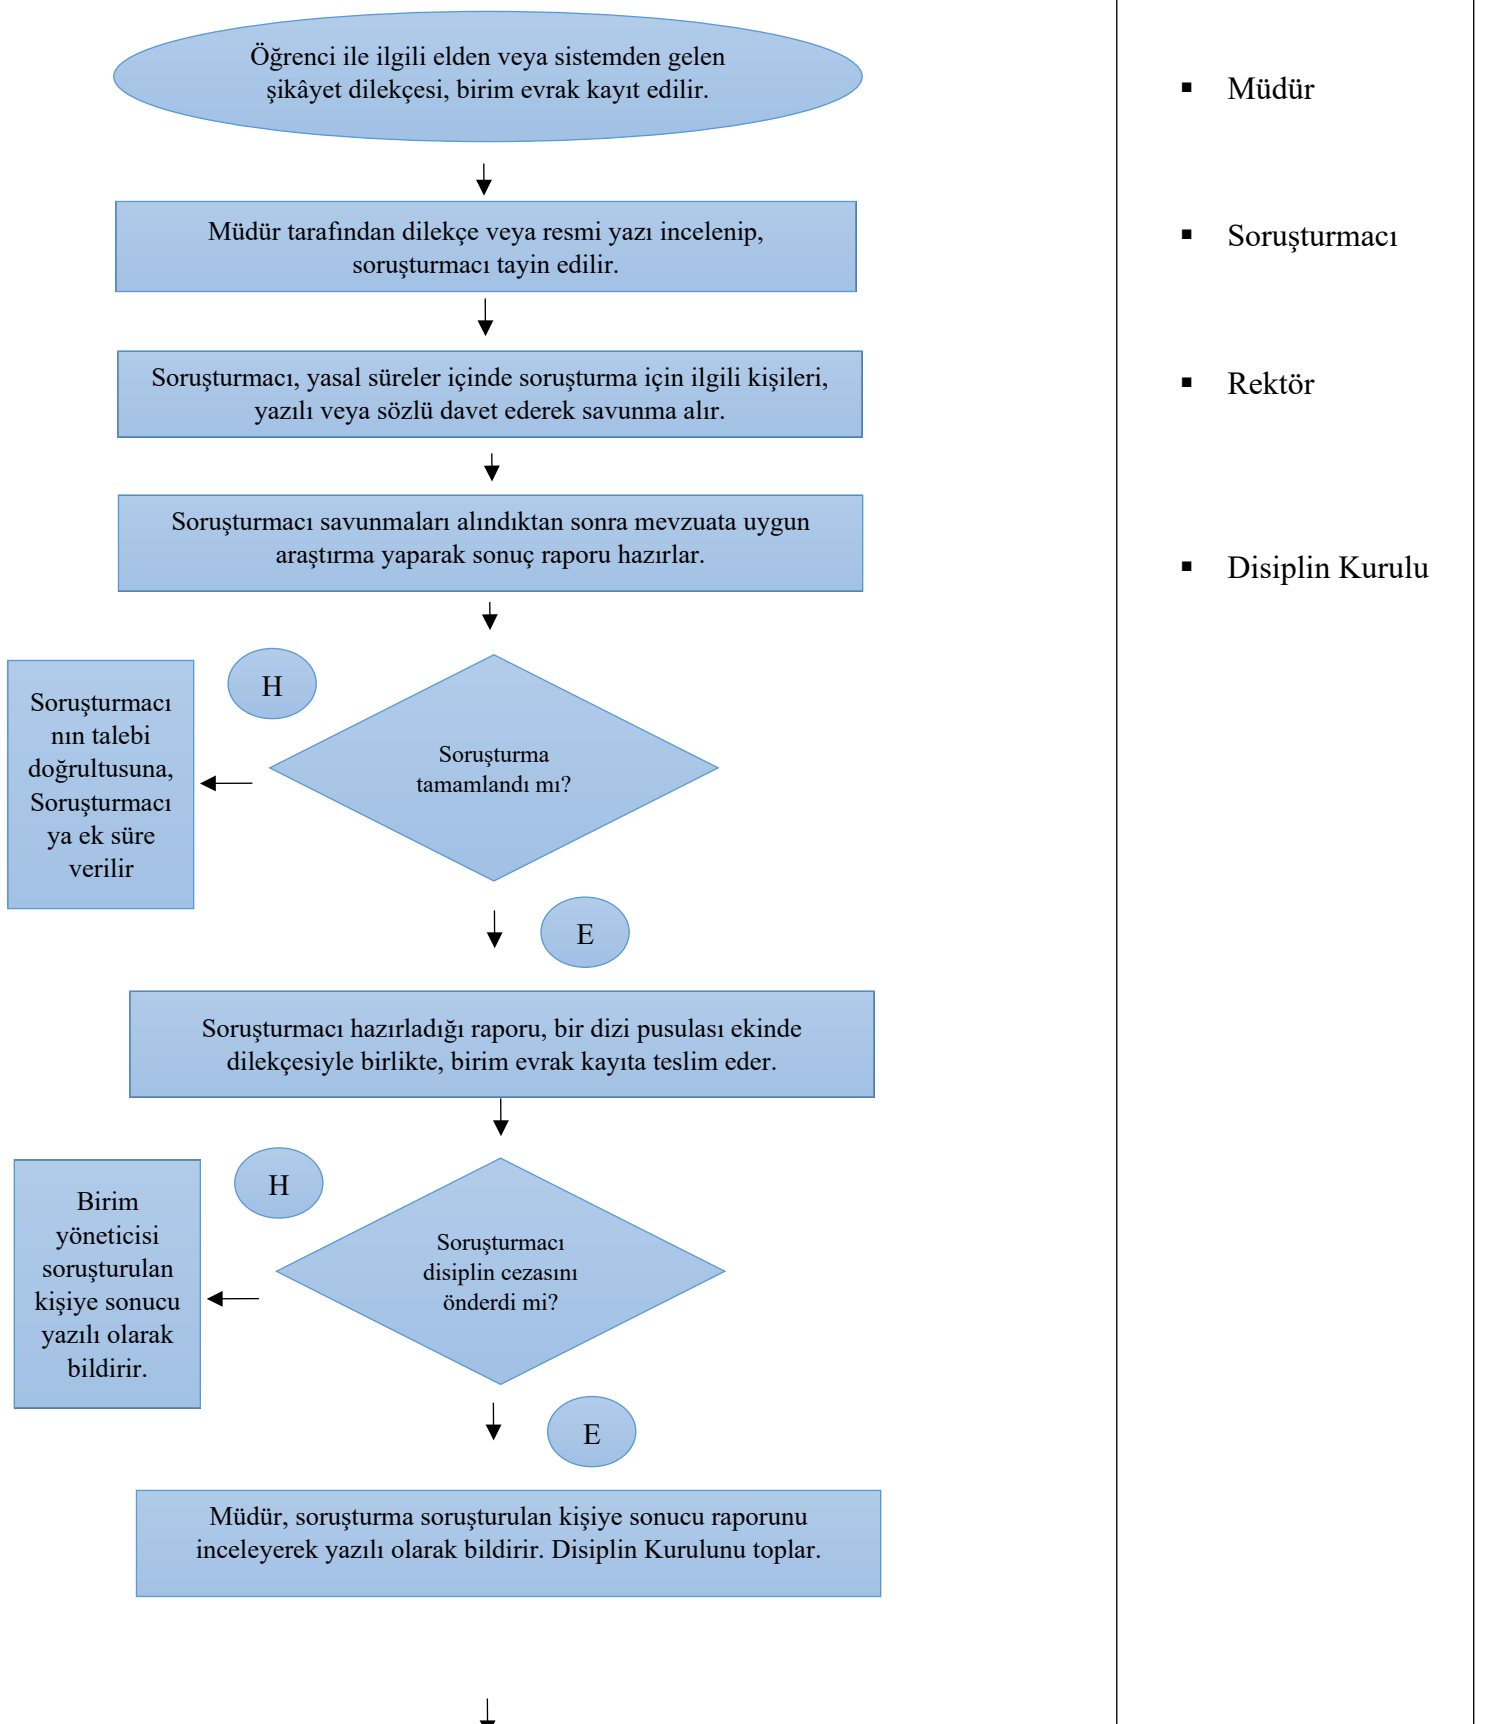 Öğrenci ile ilgili elden veya sistemden gelen
şikâyet dilekçesi, birim evrak kayıt edilir.
Müdür tarafından dilekçe veya resmi yazı incelenip,
soruşturmacı tayin edilir.
Soruşturmacı, yasal süreler içinde soruşturma için ilgili kişileri,
yazılı veya sözlü davet ederek savunma alır.
Soruşturmacı savunmaları alındıktan sonra mevzuata uygun
araştırma yaparak sonuç raporu hazırlar.
H
Soruşturmacı
nın talebi
doğrultusuna,
Soruşturmacı
ya ek süre
verilir
Soruşturma
tamamlandı mı?
E
Soruşturmacı hazırladığı raporu, bir dizi pusulası ekinde
dilekçesiyle birlikte, birim evrak kayıta teslim eder.
H
Birim
yöneticisi
soruşturulan
kişiye sonucu
yazılı olarak
bildirir.
Soruşturmacı
disiplin cezasını
önderdi mi?
E
Müdür, soruşturma soruşturulan kişiye sonucu raporunu
inceleyerek yazılı olarak bildirir. Disiplin Kurulunu toplar.
▪ Müdür
▪ Soruşturmacı
▪ Rektör
▪ Disiplin Kurulu